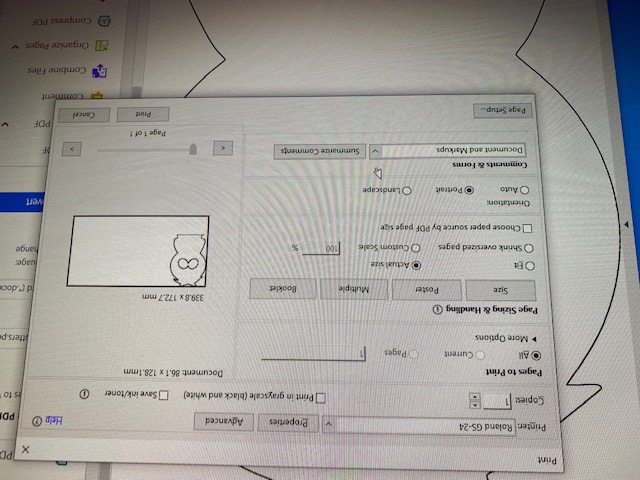 Print
Printer: Roland GS-24
Properties
Advanced
Help
Copies: 1
Print in grayscale (black and white)
Save ink/toner
Pages to Print
All
Current
Pages
1
More Options
Document: 86.1 x 128.1mm
Page Sizing & Handling
Size
Poster
Multiple
Booklet
339.8 x 172.7 mm
Fit
Actual size
Shrink oversized pages
Custom Scale:
100
%
Choose paper source by PDF page size
Orientation:
Auto
Portrait
Landscape
Comments & Forms
Document and Markups
Summarize Comments
<
>
Page 1 of 1
Page Setup...
Print
Cancel
PDF
Comment
Combine Files
Organize Pages
Compress PDF